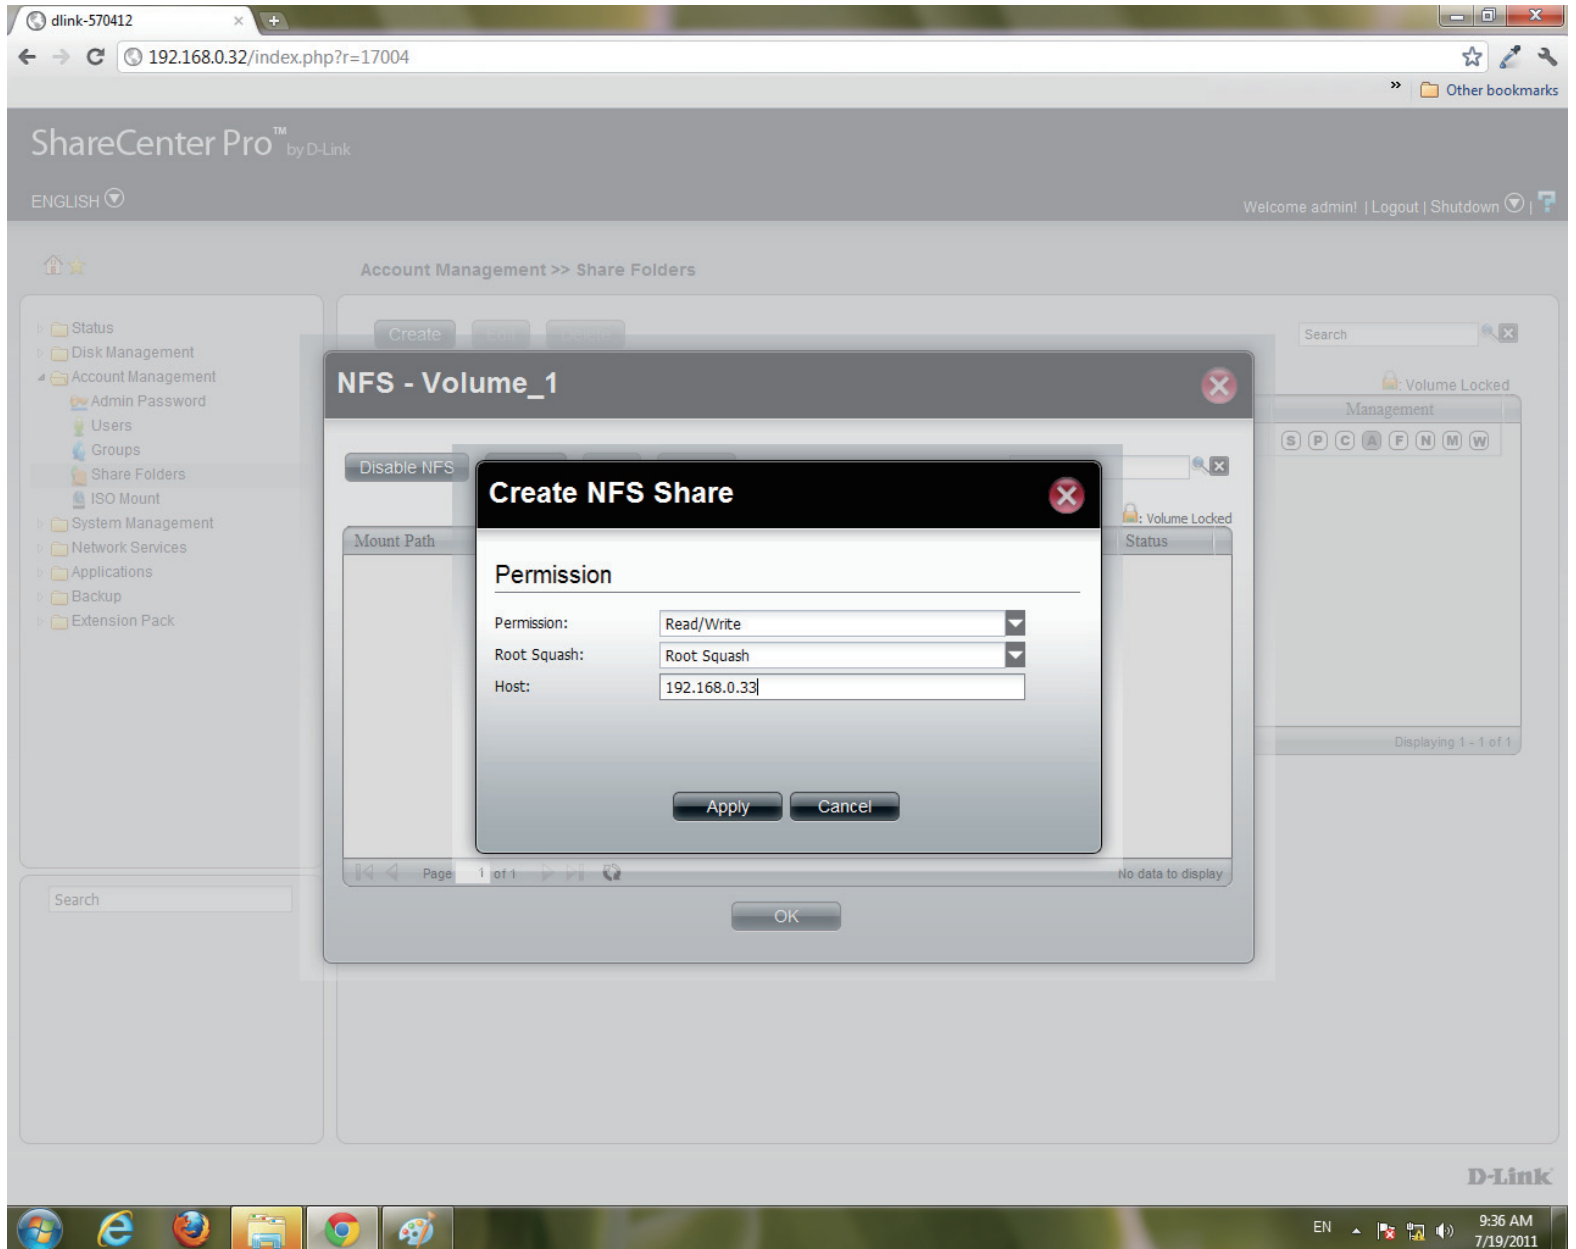 dlink-570412
192.168.0.32/index.php?r=17004
» Other bookmarks
ShareCenter Pro™ by D-Link
ENGLISH
Welcome admin! | Logout | Shutdown | ?
Account Management >> Share Folders
Status
Disk Management
Account Management
Admin Password
Users
Groups
Share Folders
ISO Mount
System Management
Network Services
Applications
Backup
Extension Pack
Search
Create Edit Delete
Search
: Volume Locked
Management
S P C A F N M W
Displaying 1 - 1 of 1
NFS - Volume_1
Disable NFS
: Volume Locked
Mount Path
Status
Create NFS Share
Permission
Permission: Read/Write
Root Squash: Root Squash
Host: 192.168.0.33
Apply Cancel
Page 1 of 1
No data to display
OK
D-Link
EN
9:36 AM
7/19/2011